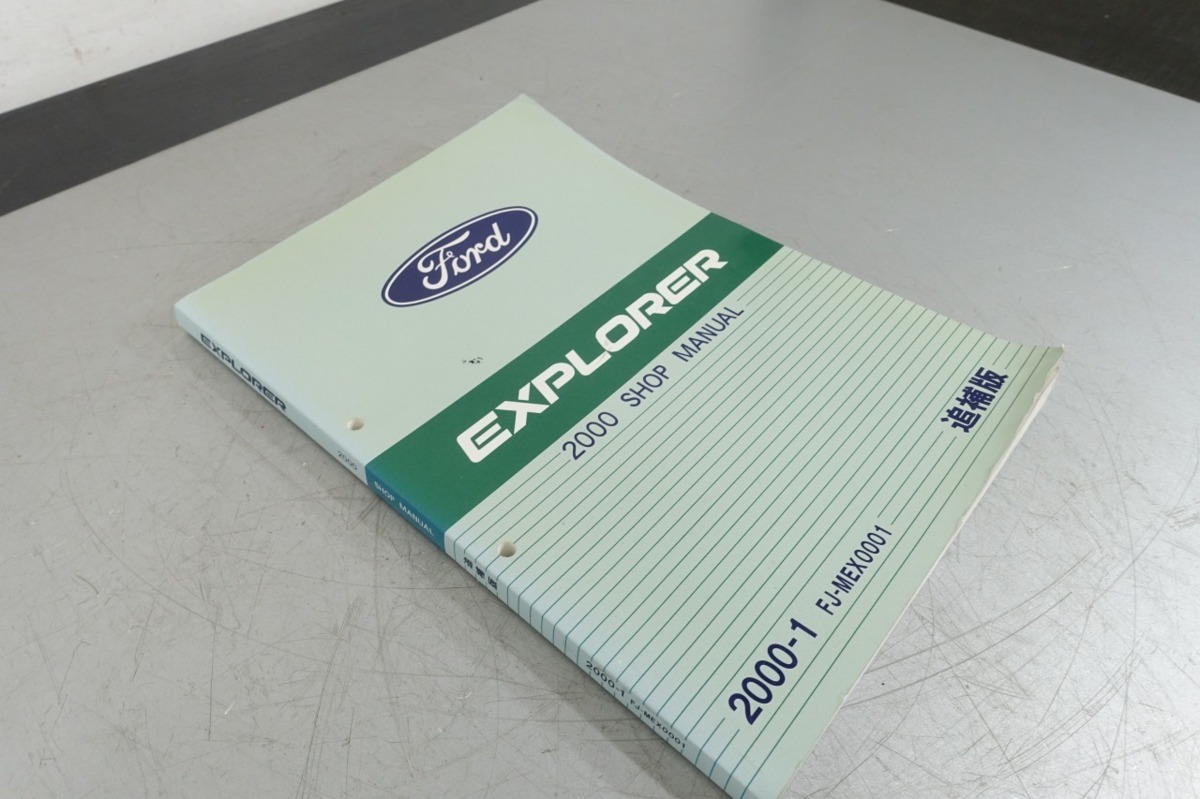 Ford
EXPLORER
2000 SHOP MANUAL
追補版
2000-1 FJ-MEX0001
EXPLORER 2000 SHOP MANUAL 追補版 2000-1 FJ-MEX0001